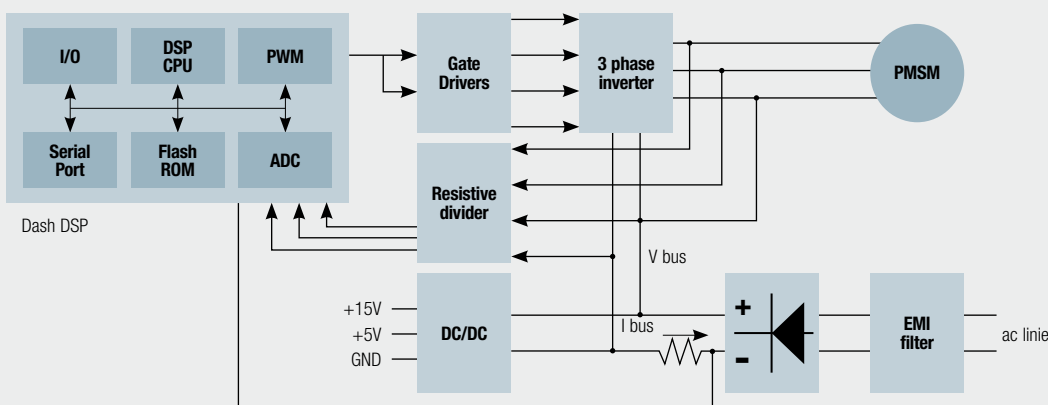 I/O
DSP
CPU
PWM
Serial
Port
Flash
ROM
ADC
Dash DSP
Gate
Drivers
3 phase
inverter
PMSM
Resistive
divider
V bus
+15V
+5V
GND
DC/DC
I bus
+
-
EMI
filter
ac linie